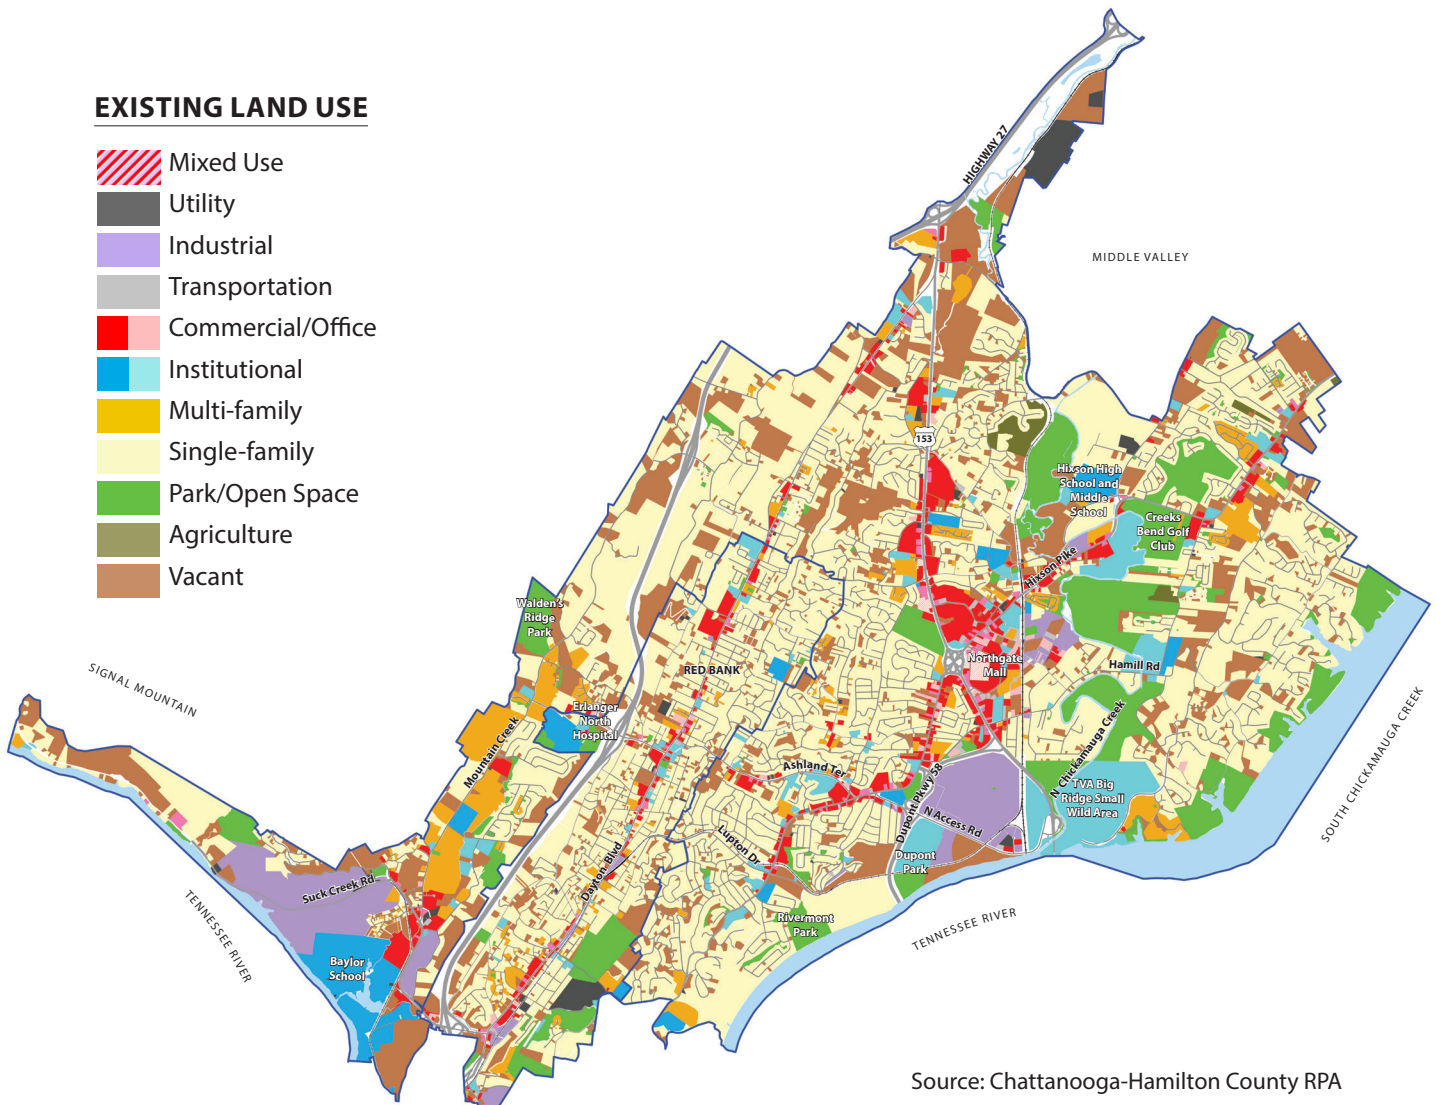 EXISTING LAND USE
Mixed Use
Utility
Industrial
Transportation
Commercial/Office
Institutional
Multi-family
Single-family
Park/Open Space
Agriculture
Vacant
HIGHWAY 27
MIDDLE VALLEY
153
Hixson High
School and
Middle
School
Creeks
Bend Golf
Club
Hixson Pike
Walden's
Ridge
Park
RED BANK
Northgate
Mall
Hamill Rd
SIGNAL MOUNTAIN
Erlanger
North
Hospital
Mountain Creek
N Chickamauga Creek
SOUTH CHICKAMAUGA CREEK
Ashland Ter
Dupont Pkwy 58
TVA Big
Ridge Small
Wild Area
N Access Rd
Lupton Dr
Dupont
Park
Dayton Blvd
Suck Creek Rd
TENNESSEE RIVER
Rivermont
Park
TENNESSEE RIVER
Baylor
School
Source: Chattanooga-Hamilton County RPA